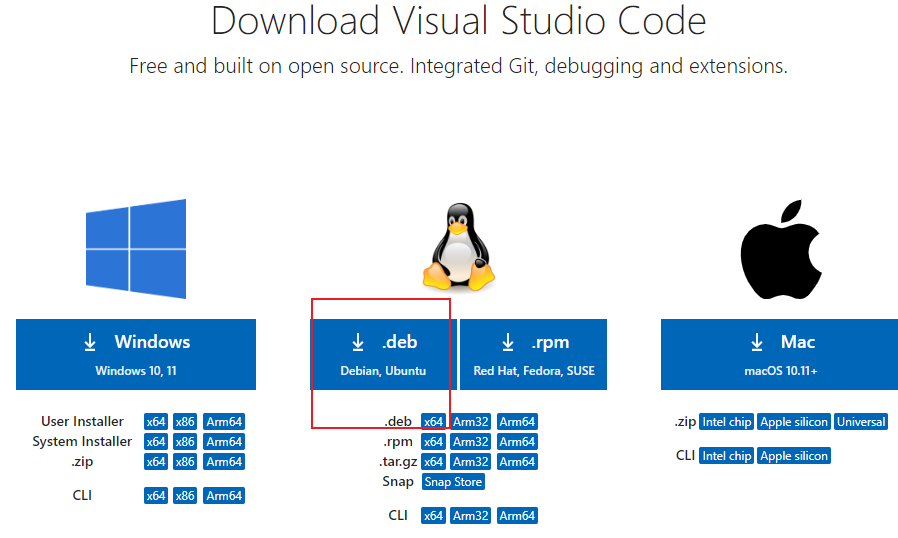 Download Visual Studio Code
Free and built on open source. Integrated Git, debugging and extensions.
Windows
Windows 10, 11
User Installer x64 x86 Arm64
System Installer x64 x86 Arm64
.zip x64 x86 Arm64
CLI x64 x86 Arm64
.deb
Debian, Ubuntu
.rpm
Red Hat, Fedora, SUSE
.deb x64 Arm32 Arm64
.rpm x64 Arm32 Arm64
.tar.gz x64 Arm32 Arm64
Snap Snap Store
CLI x64 Arm32 Arm64
Mac
macOS 10.11+
.zip Intel chip Apple silicon Universal
CLI Intel chip Apple silicon